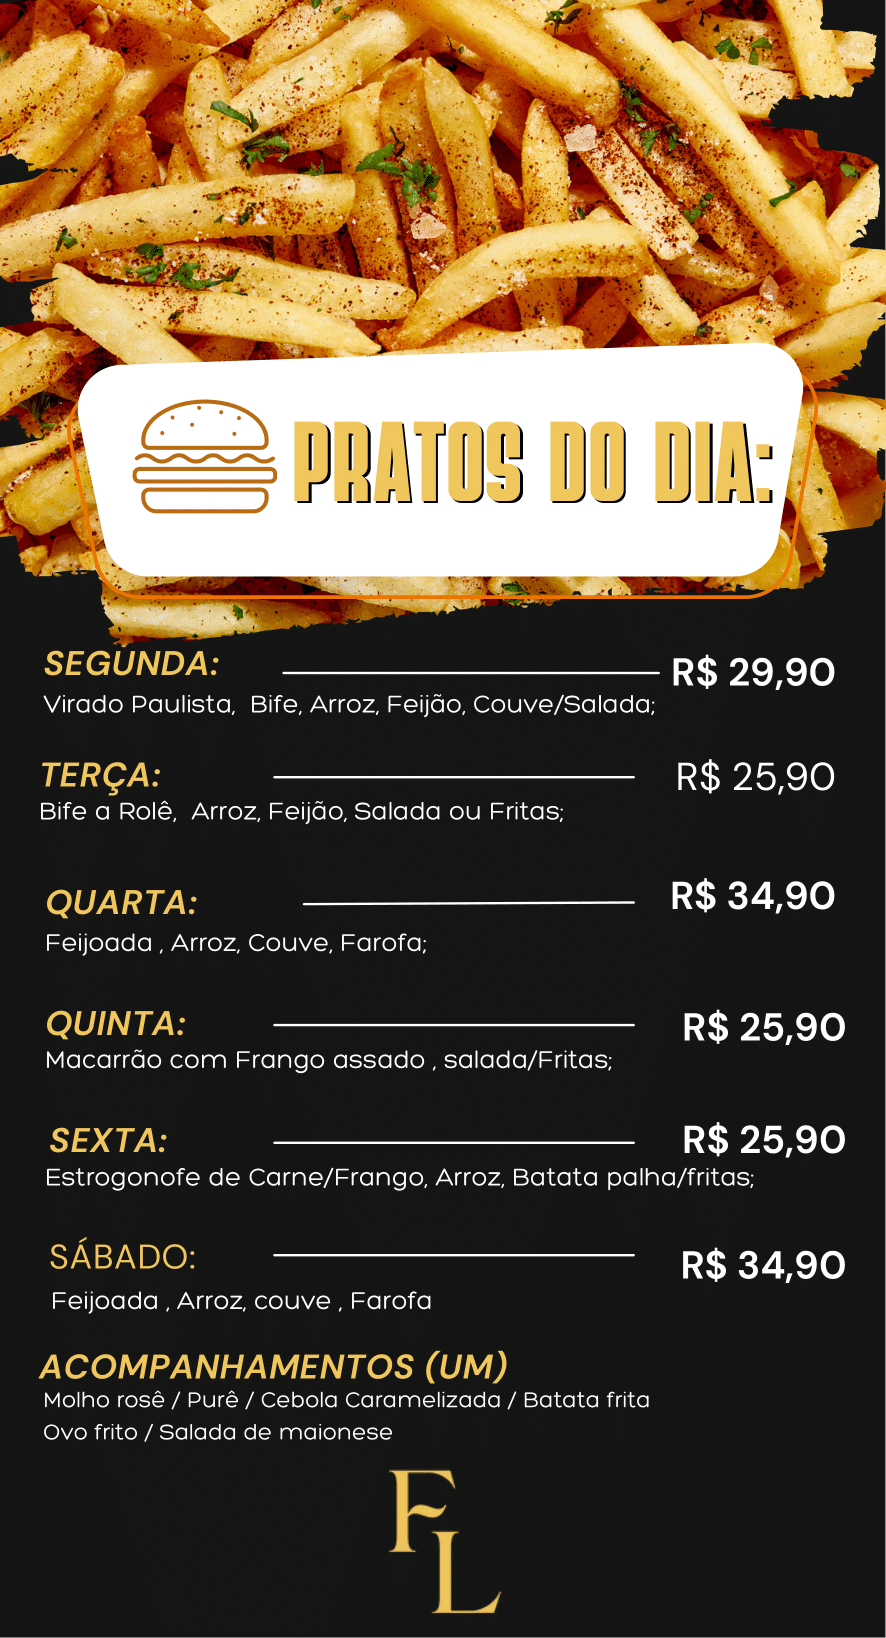 PRATOS DO DIA:
SEGUNDA: R$ 29,90
Virado Paulista, Bife, Arroz, Feijão, Couve/Salada;
TERÇA: R$ 25,90
Bife a Rolê, Arroz, Feijão, Salada ou Fritas;
QUARTA: R$ 34,90
Feijoada , Arroz, Couve, Farofa;
QUINTA: R$ 25,90
Macarrão com Frango assado , salada/Fritas;
SEXTA: R$ 25,90
Estrogonofe de Carne/Frango, Arroz, Batata palha/fritas;
SÁBADO: R$ 34,90
Feijoada , Arroz, couve , Farofa
ACOMPANHAMENTOS (UM)
Molho rosê / Purê / Cebola Caramelizada / Batata frita
Ovo frito / Salada de maionese
FL